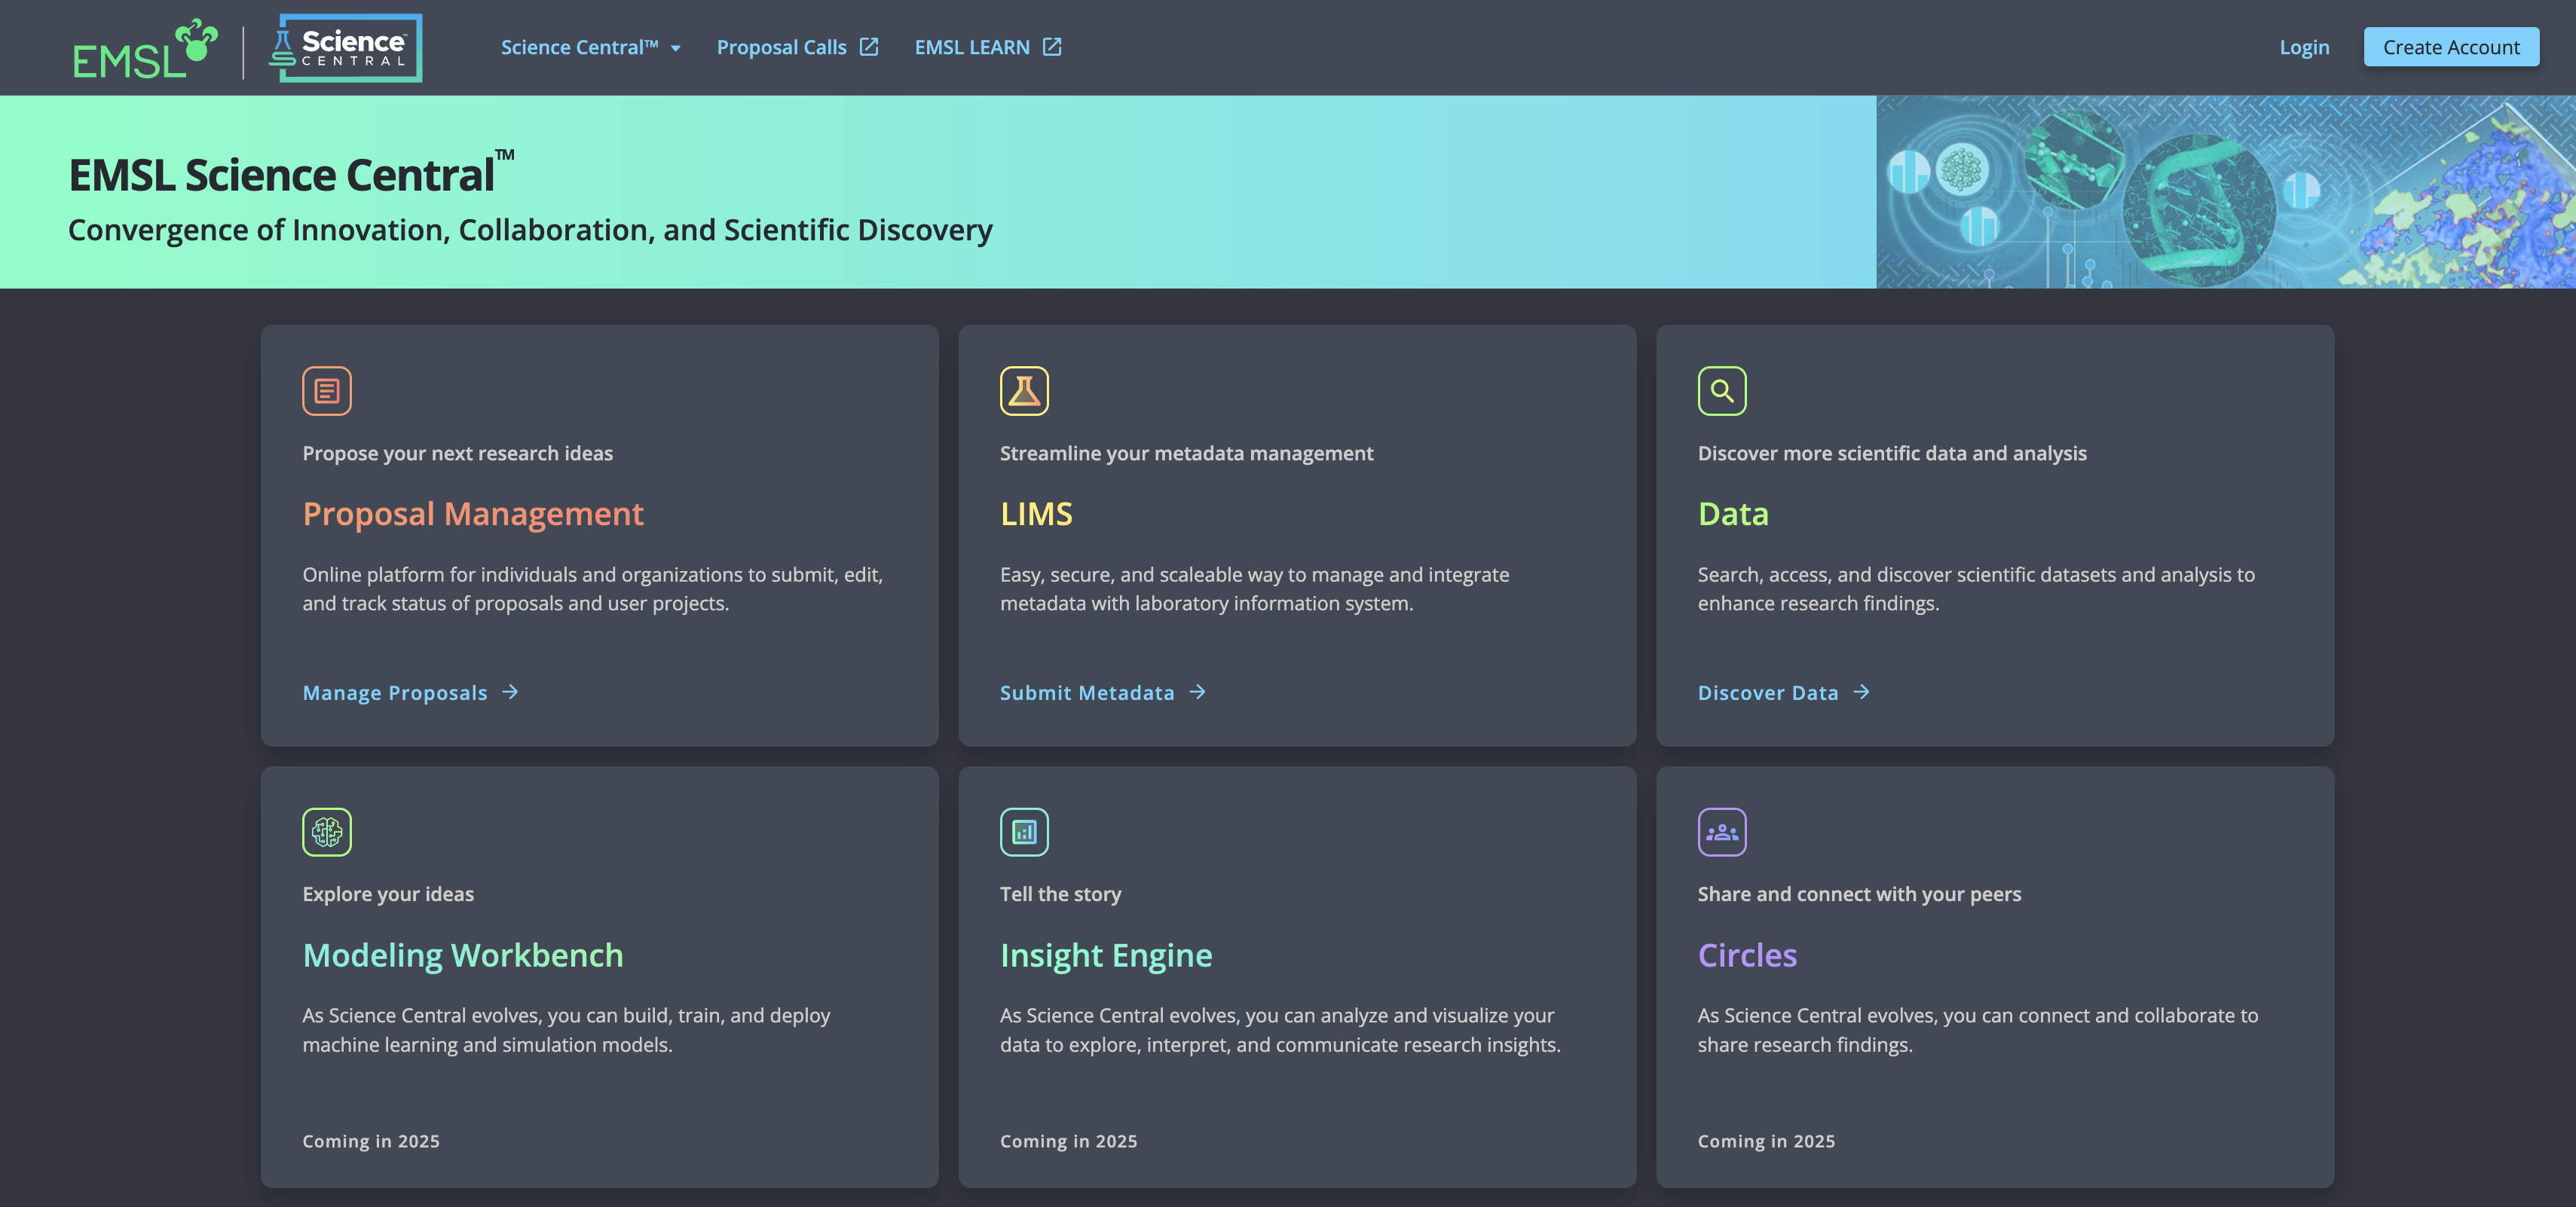 EMSL
Science™
CENTRAL
Science Central™
Proposal Calls
EMSL LEARN
Login
Create Account
EMSL Science Central™
Convergence of Innovation, Collaboration, and Scientific Discovery
Propose your next research ideas
Proposal Management
Online platform for individuals and organizations to submit, edit,
and track status of proposals and user projects.
Manage Proposals
Streamline your metadata management
LIMS
Easy, secure, and scaleable way to manage and integrate
metadata with laboratory information system.
Submit Metadata
Discover more scientific data and analysis
Data
Search, access, and discover scientific datasets and analysis to
enhance research findings.
Discover Data
Explore your ideas
Modeling Workbench
As Science Central evolves, you can build, train, and deploy
machine learning and simulation models.
Coming in 2025
Tell the story
Insight Engine
As Science Central evolves, you can analyze and visualize your
data to explore, interpret, and communicate research insights.
Coming in 2025
Share and connect with your peers
Circles
As Science Central evolves, you can connect and collaborate to
share research findings.
Coming in 2025